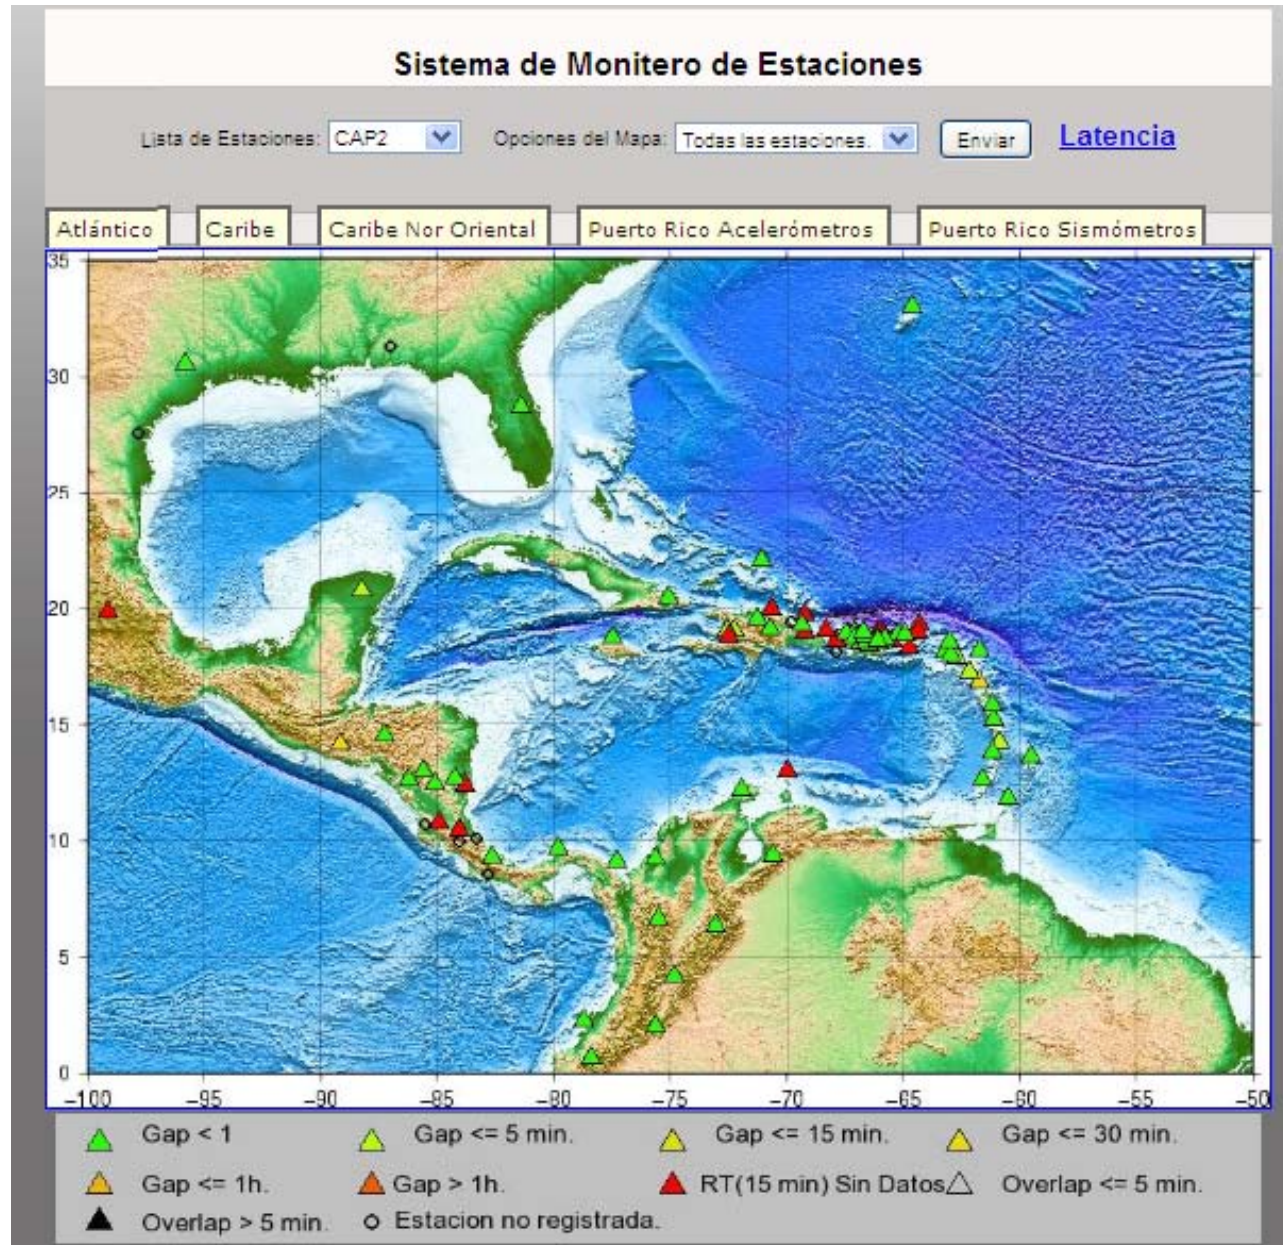 Sistema de Monitero de Estaciones
Lista de Estaciones: CAP2 Opciones del Mapa: Todas las estaciones. Enviar Latencia
Atlántico Caribe Caribe Nor Oriental Puerto Rico Acelerómetros Puerto Rico Sismómetros
35
30
25
20
15
10
5
0
-100 -95 -90 -85 -80 -75 -70 -65 -60 -55 -50
Gap < 1 Gap <= 5 min. Gap <= 15 min. Gap <= 30 min.
Gap <= 1h. Gap > 1h. RT(15 min) Sin Datos Overlap <= 5 min.
Overlap > 5 min. Estacion no registrada.